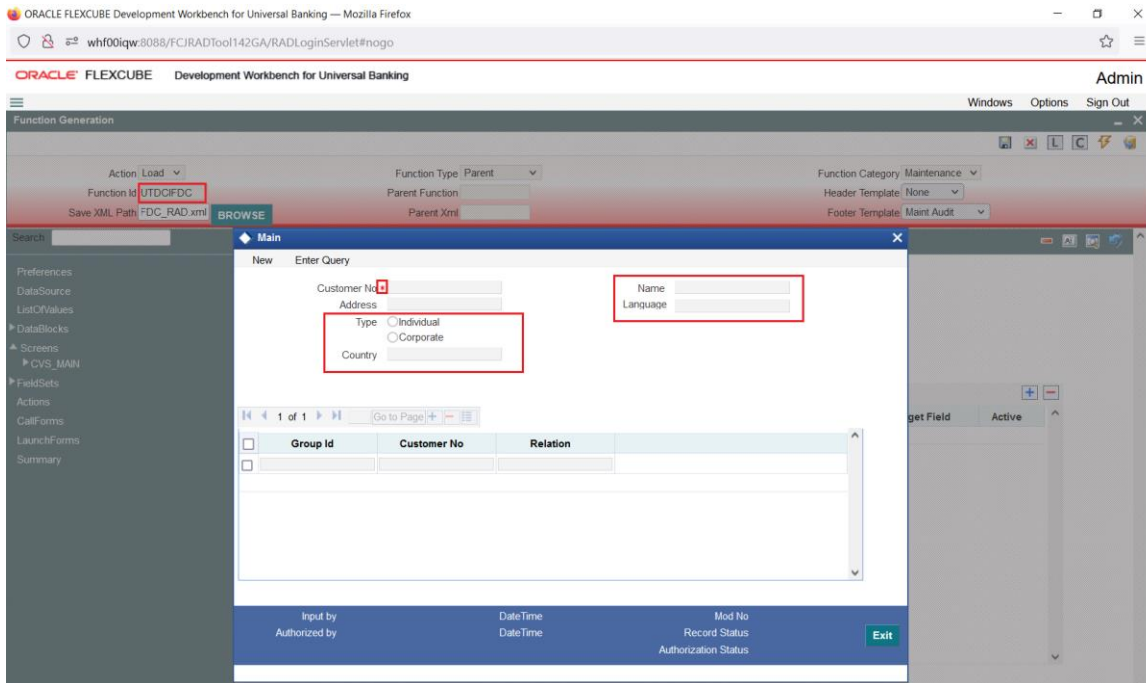 ORACLE FLEXCUBE Development Workbench for Universal Banking — Mozilla Firefox
whf00iqw:8088/FCJRADTool142GA/RADLoginServlet#nogo
ORACLE FLEXCUBE Development Workbench for Universal Banking Admin
Windows Options Sign Out
Function Generation
L C
Action Load Function Type Parent Function Category Maintenance
Function Id UTDCIFDC Parent Function Header Template None
Save XML Path FDC_RAD.xml BROWSE Parent Xml Footer Template Maint Audit
Search
Main
New Enter Query
Preferences
DataSource
ListOfValues
DataBlocks
Screens
CVS_MAIN
FieldSets
Actions
CallForms
LaunchForms
Summary
Customer No * Name
Address Language
Type Individual
Corporate
Country
1 of 1 Go to Page
get Field Active
Group Id Customer No Relation
Input by DateTime Mod No
Authorized by DateTime Record Status
Authorization Status
Exit